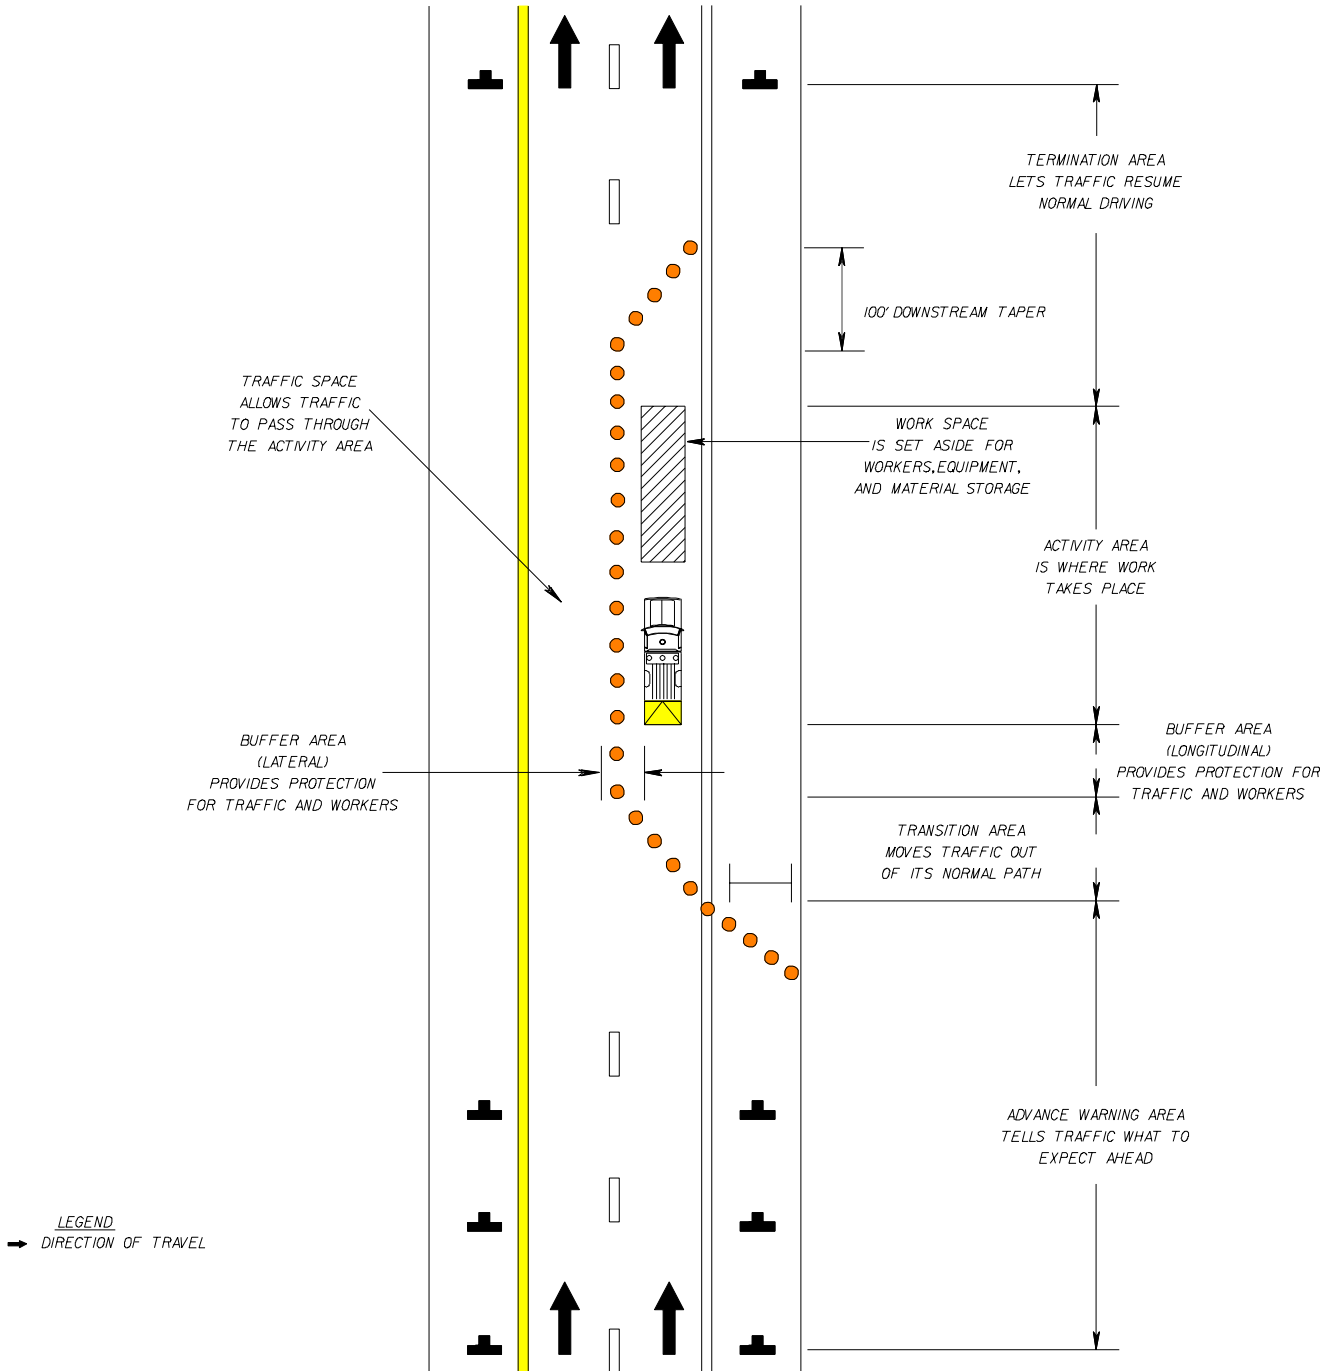 TERMINATION AREA
LETS TRAFFIC RESUME
NORMAL DRIVING
100' DOWNSTREAM TAPER
TRAFFIC SPACE
ALLOWS TRAFFIC
TO PASS THROUGH
THE ACTIVITY AREA
WORK SPACE
IS SET ASIDE FOR
WORKERS,EQUIPMENT,
AND MATERIAL STORAGE
ACTIVITY AREA
IS WHERE WORK
TAKES PLACE
BUFFER AREA
(LATERAL)
PROVIDES PROTECTION
FOR TRAFFIC AND WORKERS
BUFFER AREA
(LONGITUDINAL)
PROVIDES PROTECTION FOR
TRAFFIC AND WORKERS
TRANSITION AREA
MOVES TRAFFIC OUT
OF ITS NORMAL PATH
ADVANCE WARNING AREA
TELLS TRAFFIC WHAT TO
EXPECT AHEAD
LEGEND
DIRECTION OF TRAVEL